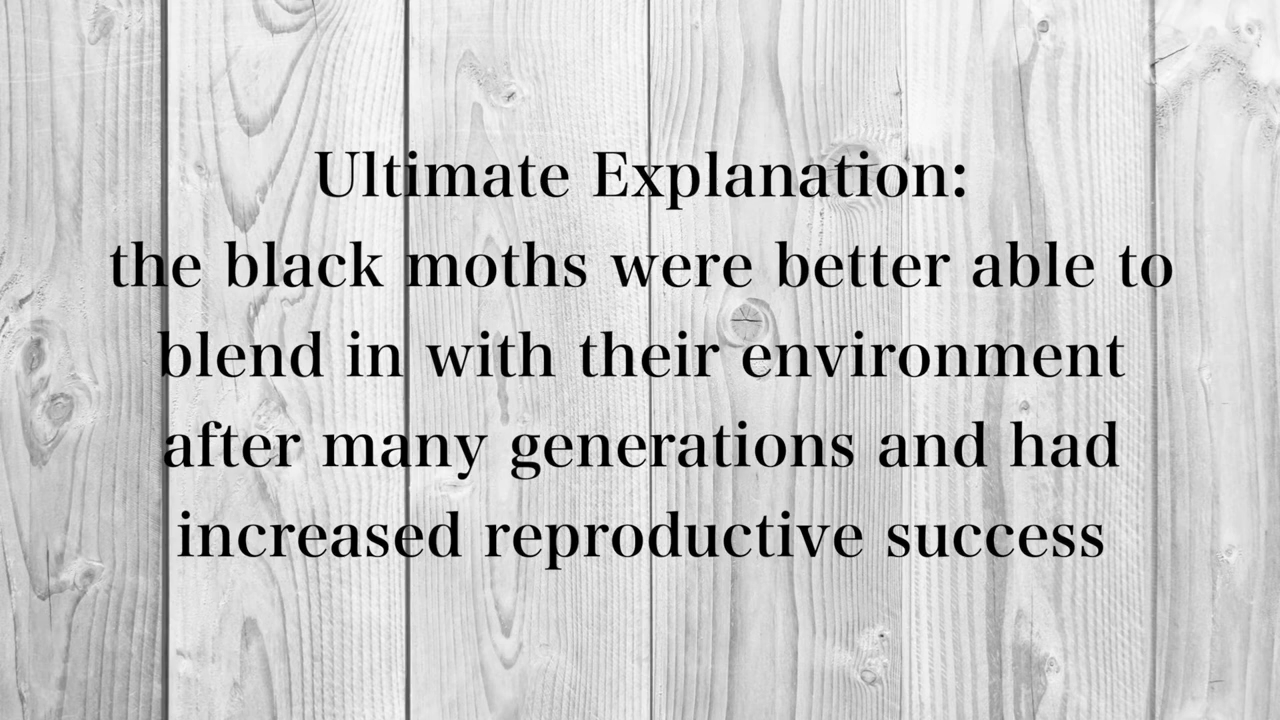 Ultimate Explanation:
the black moths were better able to
blend in with their environment
after many generations and had
increased reproductive success